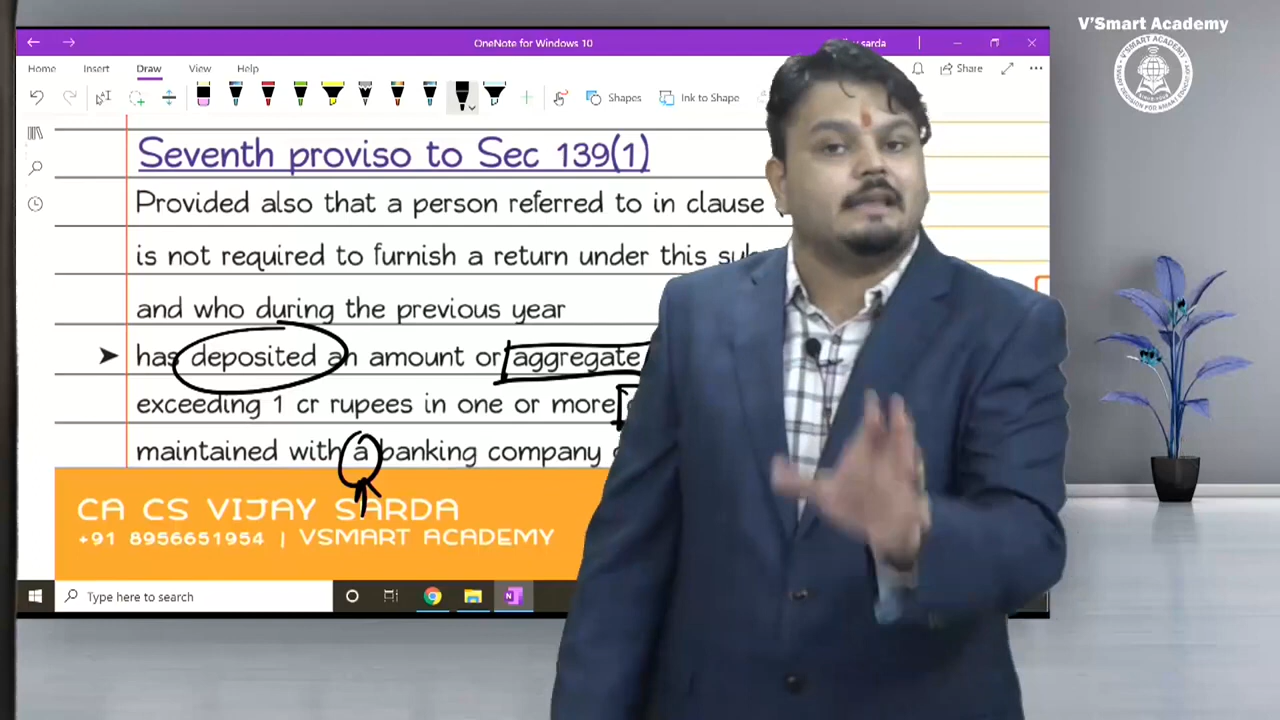 V'Smart Academy
OneNote for Windows 10
sarda
Home Insert Draw View Help
Share
Shapes Ink to Shape
Seventh proviso to Sec 139(1)
Provided also that a person referred to in clause
is not required to furnish a return under this
and who during the previous year
has deposited an amount or aggregate
exceeding 1 cr rupees in one or more
maintained with a banking company
CA CS VIJAY SARDA
+91 8956651954 | VSMART ACADEMY
Type here to search